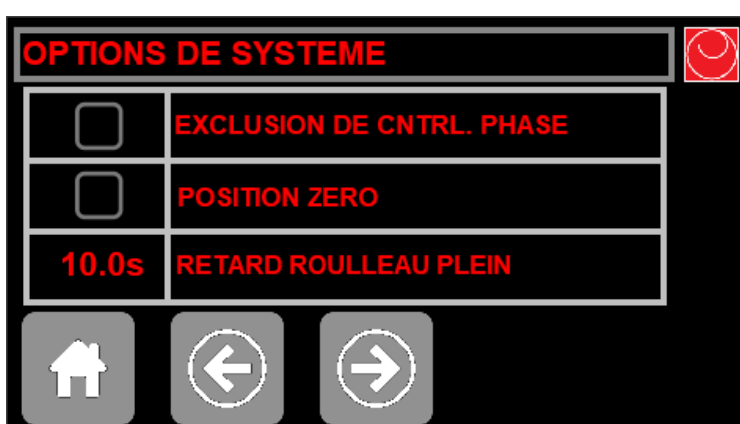 OPTIONS DE SYSTEME
EXCLUSION DE CNTRL. PHASE
POSITION ZERO
10.0s RETARD ROULLEAU PLEIN